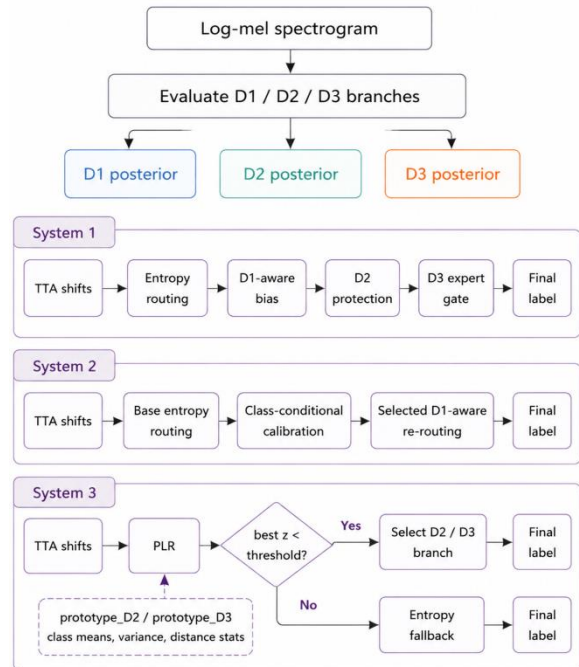 Log-mel spectrogram
Evaluate D1 / D2 / D3 branches
D1 posterior
D2 posterior
D3 posterior
System 1
TTA shifts
Entropy
routing
D1-aware
bias
D2
protection
D3 expert
gate
Final
label
System 2
TTA shifts
Base entropy
routing
Class-conditional
calibration
Selected D1-aware
re-routing
Final
label
System 3
TTA shifts
PLR
best z <
threshold?
Yes
Select D2 / D3
branch
Final
label
prototype_D2 / prototype_D3
class means, variance, distance stats
No
Entropy
fallback
Final
label